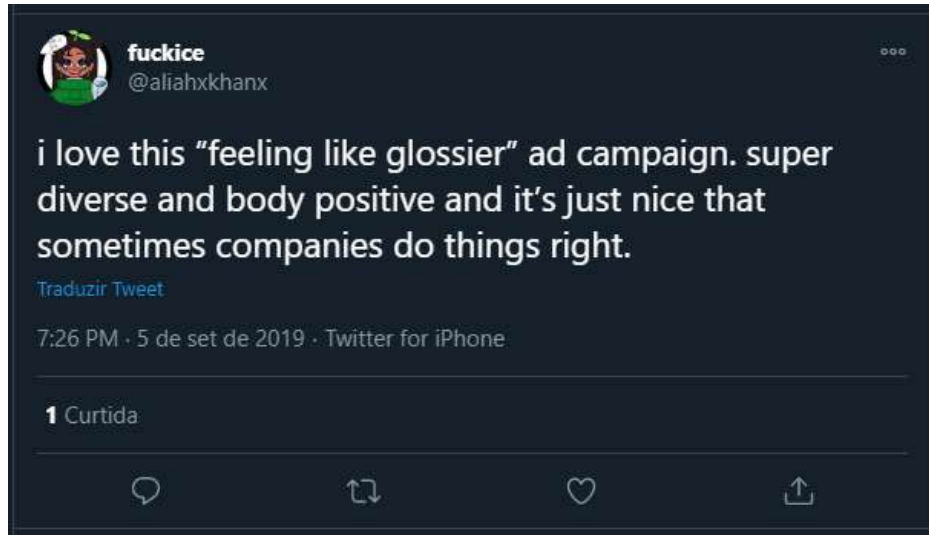 fuckice
@aliahxkhanx
i love this “feeling like glossier” ad campaign. super
diverse and body positive and it’s just nice that
sometimes companies do things right.
Traduzir Tweet
7:26 PM · 5 de set de 2019 · Twitter for iPhone
1 Curtida